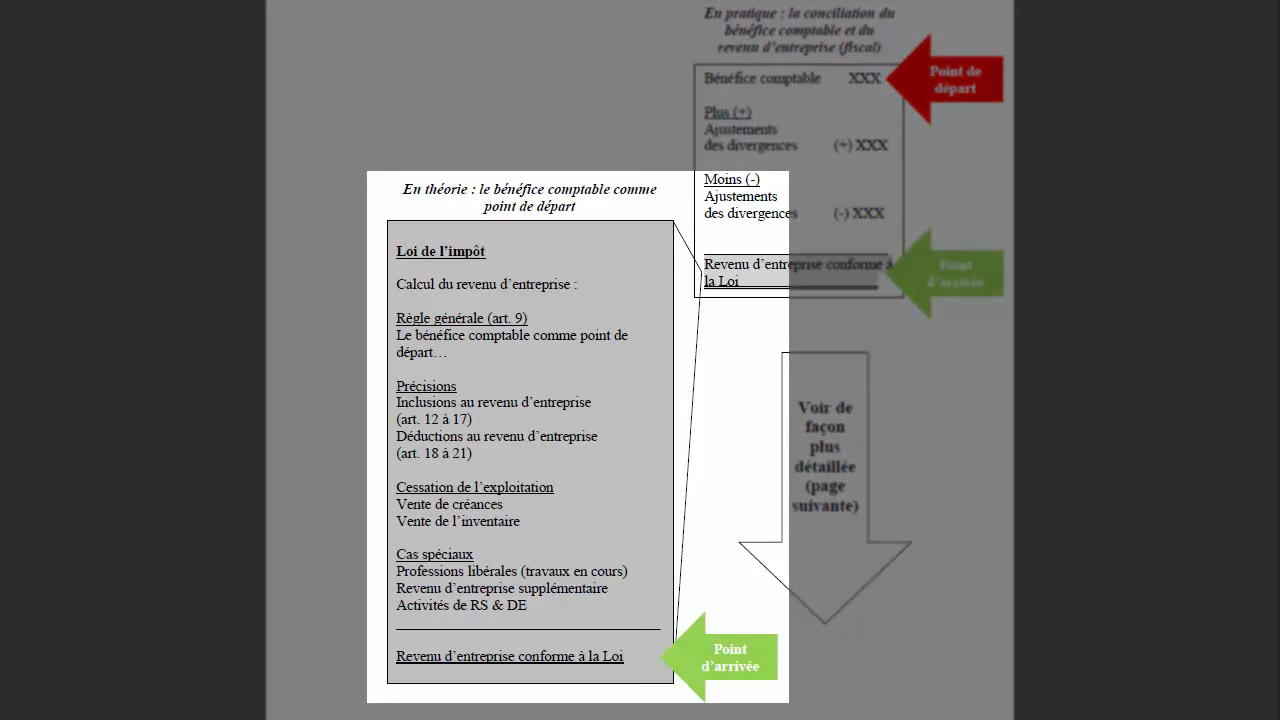 En pratique : la conciliation du
bénéfice comptable et du
revenu d'entreprise (fiscal)
Bénéfice comptable XXX
Point de
départ
Plus (+)
Ajustements
des divergences (+) XXX
Moins (-)
Ajustements
des divergences (-) XXX
Revenu d'entreprise conforme à
la Loi
Point
d'arrivée
En théorie : le bénéfice comptable comme
point de départ
Loi de l'impôt
Calcul du revenu d'entreprise :
Règle générale (art. 9)
Le bénéfice comptable comme point de
départ…
Précisions
Inclusions au revenu d'entreprise
(art. 12 à 17)
Déductions au revenu d'entreprise
(art. 18 à 21)
Cessation de l'exploitation
Vente de créances
Vente de l'inventaire
Cas spéciaux
Professions libérales (travaux en cours)
Revenu d'entreprise supplémentaire
Activités de RS & DE
Revenu d'entreprise conforme à la Loi
Point
d'arrivée
Voir de
façon
plus
détaillée
(page
suivante)